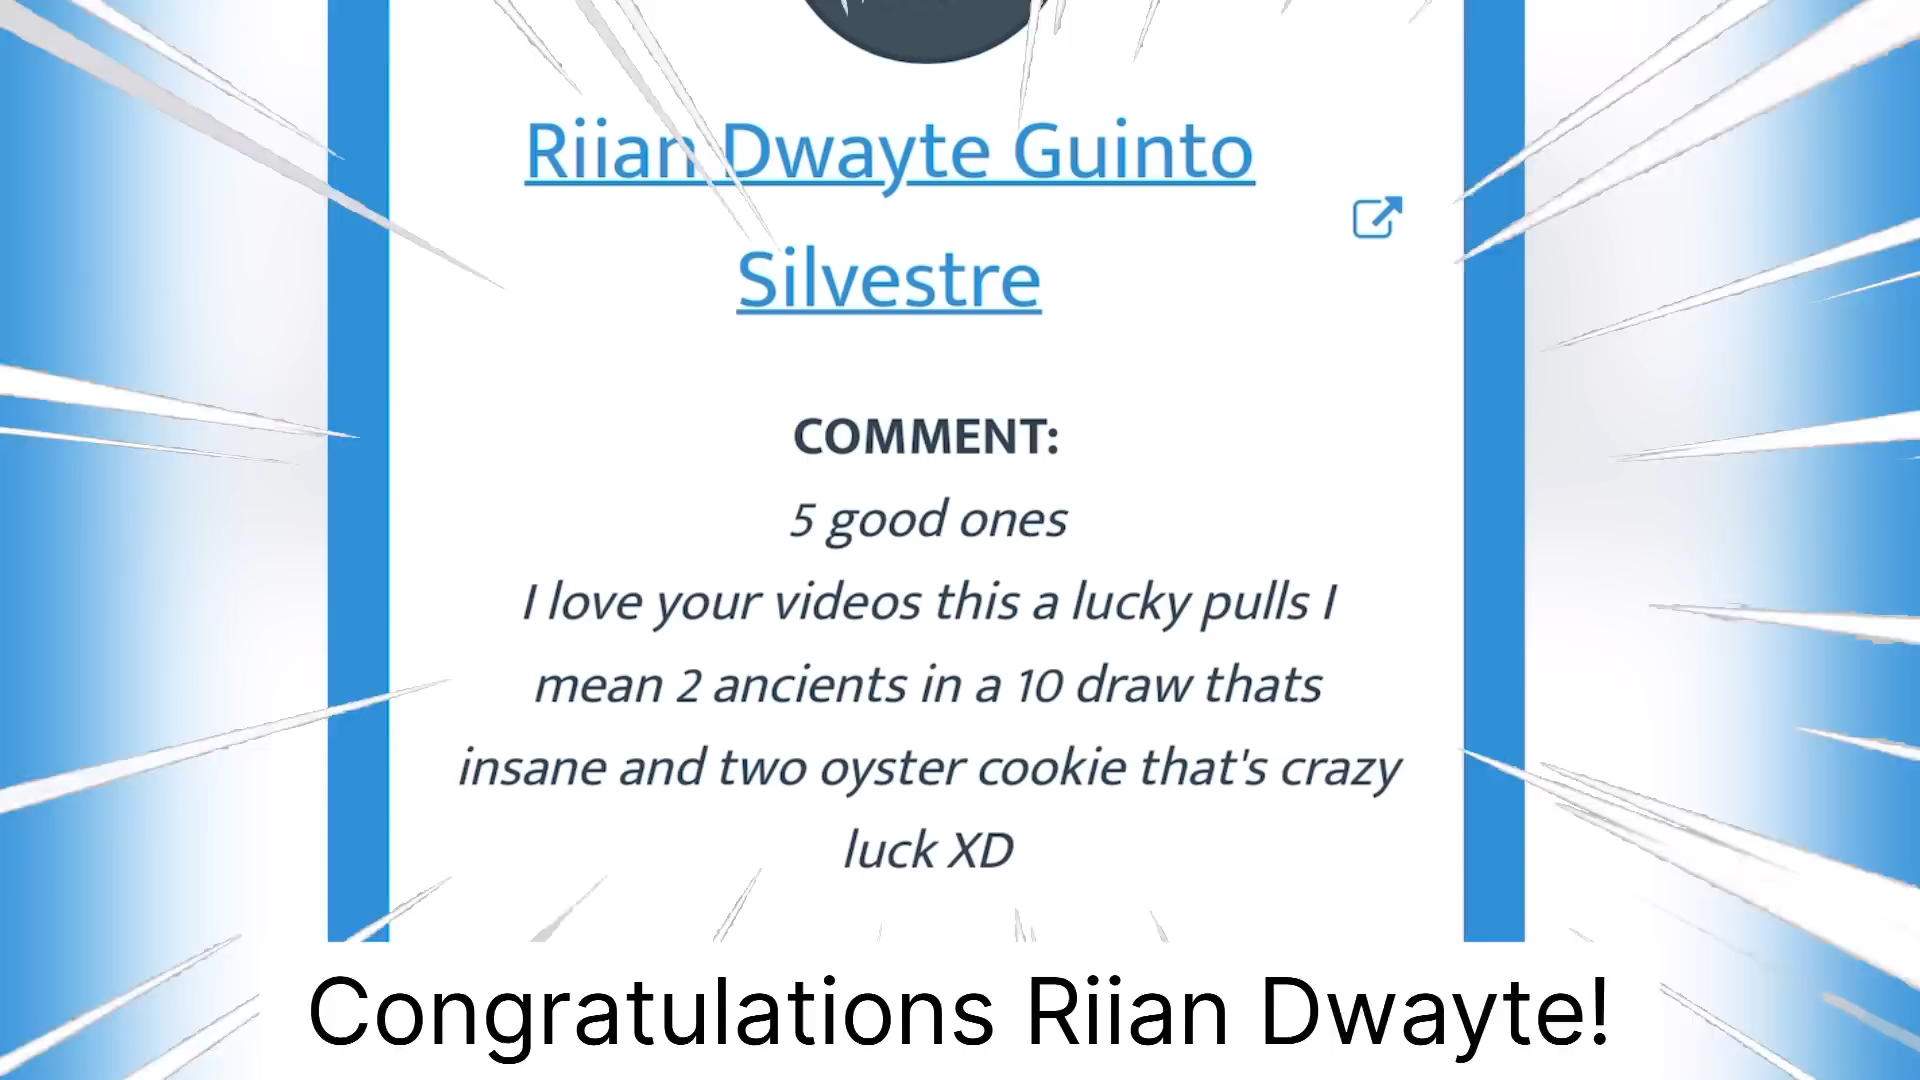 Riian Dwayte Guinto
Silvestre
COMMENT:
5 good ones
I love your videos this a lucky pulls I
mean 2 ancients in a 10 draw thats
insane and two oyster cookie that's crazy
luck XD
Congratulations Riian Dwayte!